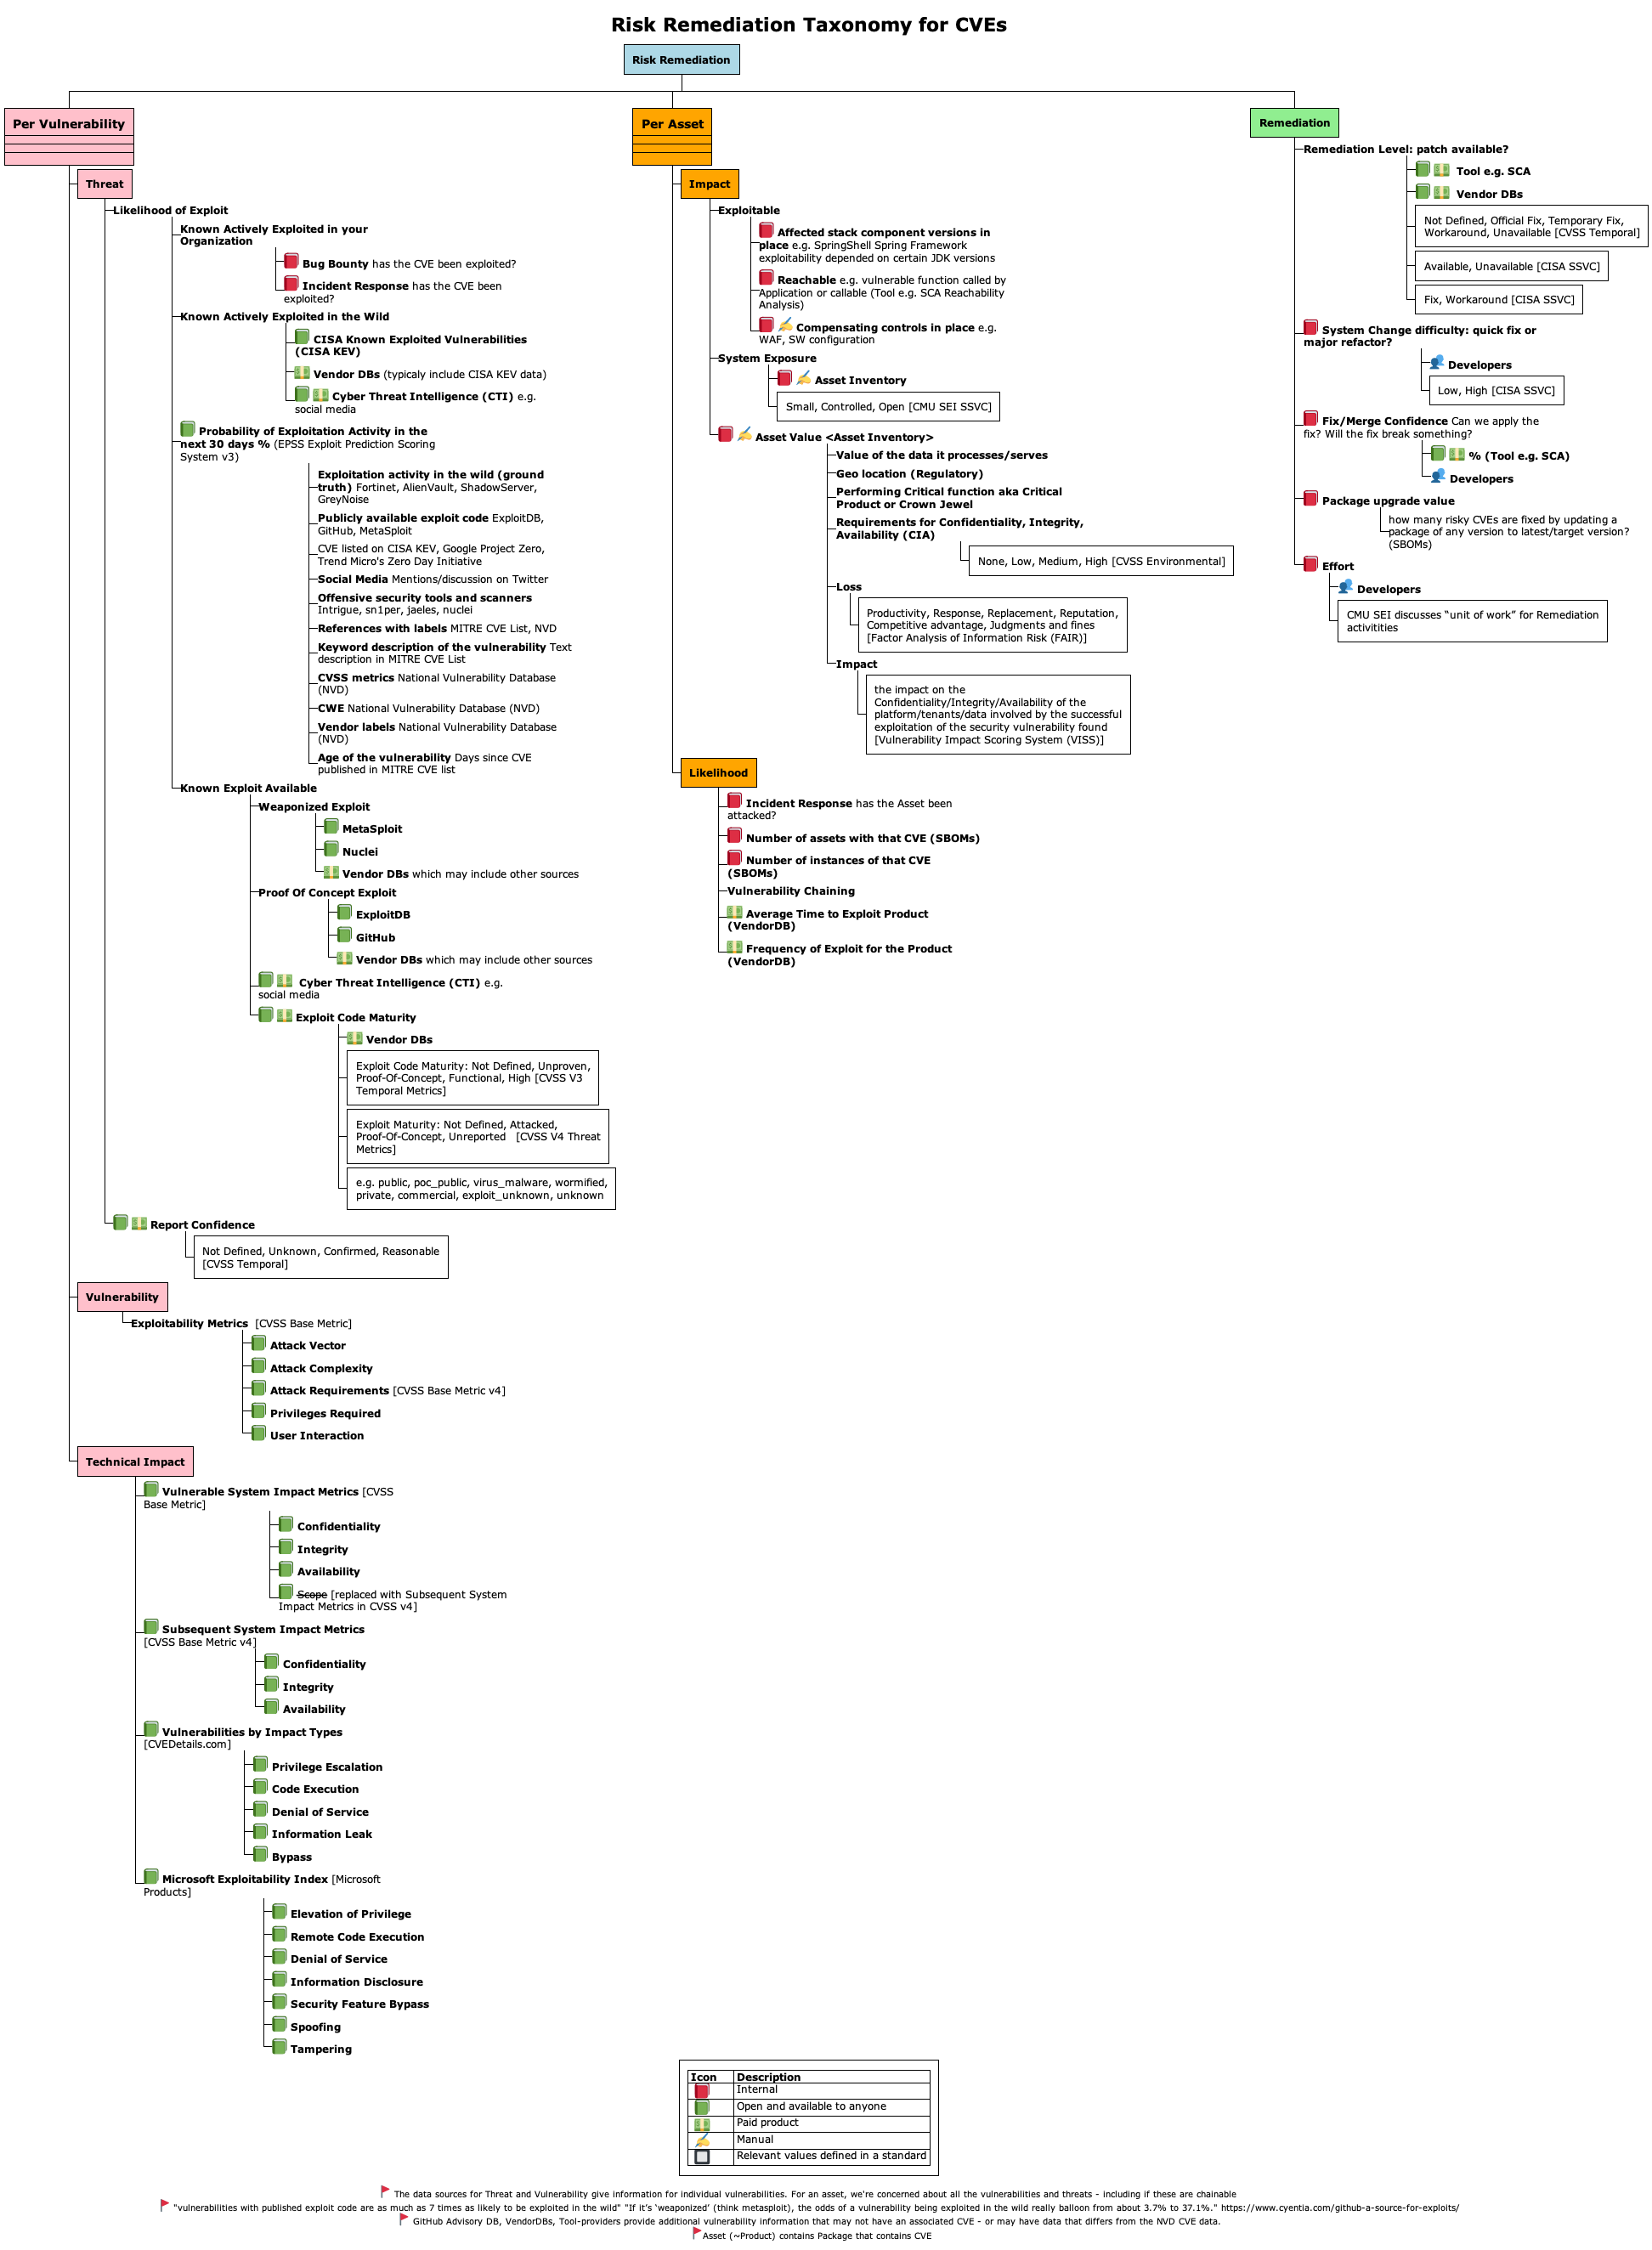 Risk Remediation Taxonomy for CVEs
Risk Remediation
Per Vulnerability
Threat
Likelihood of Exploit
Known Actively Exploited in your
Organization
Bug Bounty has the CVE been exploited?
Incident Response has the CVE been
exploited?
Known Actively Exploited in the Wild
CISA Known Exploited Vulnerabilities
(CISA KEV)
Vendor DBs (typicaly include CISA KEV data)
Cyber Threat Intelligence (CTI) e.g.
social media
Probability of Exploitation Activity in the
next 30 days % (EPSS Exploit Prediction Scoring
System v3)
Exploitation activity in the wild (ground
truth) Fortinet, AlienVault, ShadowServer,
GreyNoise
Publicly available exploit code ExploitDB,
GitHub, MetaSploit
CVE listed on CISA KEV, Google Project Zero,
Trend Micro's Zero Day Initiative
Social Media Mentions/discussion on Twitter
Offensive security tools and scanners
Intrigue, sn1per, jaeles, nuclei
References with labels MITRE CVE List, NVD
Keyword description of the vulnerability Text
description in MITRE CVE List
CVSS metrics National Vulnerability Database
(NVD)
CWE National Vulnerability Database (NVD)
Vendor labels National Vulnerability Database
(NVD)
Age of the vulnerability Days since CVE
published in MITRE CVE list
Known Exploit Available
Weaponized Exploit
MetaSploit
Nuclei
Vendor DBs which may include other sources
Proof Of Concept Exploit
ExploitDB
GitHub
Vendor DBs which may include other sources
Cyber Threat Intelligence (CTI) e.g.
social media
Exploit Code Maturity
Vendor DBs
Exploit Code Maturity: Not Defined, Unproven,
Proof-Of-Concept, Functional, High [CVSS V3
Temporal Metrics]
Exploit Maturity: Not Defined, Attacked,
Proof-Of-Concept, Unreported [CVSS V4 Threat
Metrics]
e.g. public, poc_public, virus_malware, wormified,
private, commercial, exploit_unknown, unknown
Report Confidence
Not Defined, Unknown, Confirmed, Reasonable
[CVSS Temporal]
Vulnerability
Exploitability Metrics [CVSS Base Metric]
Attack Vector
Attack Complexity
Attack Requirements [CVSS Base Metric v4]
Privileges Required
User Interaction
Technical Impact
Vulnerable System Impact Metrics [CVSS
Base Metric]
Confidentiality
Integrity
Availability
Scope [replaced with Subsequent System
Impact Metrics in CVSS v4]
Subsequent System Impact Metrics
[CVSS Base Metric v4]
Confidentiality
Integrity
Availability
Vulnerabilities by Impact Types
[CVEDetails.com]
Privilege Escalation
Code Execution
Denial of Service
Information Leak
Bypass
Microsoft Exploitability Index [Microsoft
Products]
Elevation of Privilege
Remote Code Execution
Denial of Service
Information Disclosure
Security Feature Bypass
Spoofing
Tampering
Per Asset
Impact
Exploitable
Affected stack component versions in
place e.g. SpringShell Spring Framework
exploitability depended on certain JDK versions
Reachable e.g. vulnerable function called by
Application or callable (Tool e.g. SCA Reachability
Analysis)
Compensating controls in place e.g.
WAF, SW configuration
System Exposure
Asset Inventory
Small, Controlled, Open [CMU SEI SSVC]
Asset Value <Asset Inventory>
Value of the data it processes/serves
Geo location (Regulatory)
Performing Critical function aka Critical
Product or Crown Jewel
Requirements for Confidentiality, Integrity,
Availability (CIA)
None, Low, Medium, High [CVSS Environmental]
Loss
Productivity, Response, Replacement, Reputation,
Competitive advantage, Judgments and fines
[Factor Analysis of Information Risk (FAIR)]
Impact
the impact on the
Confidentiality/Integrity/Availability of the
platform/tenants/data involved by the successful
exploitation of the security vulnerability found
[Vulnerability Impact Scoring System (VISS)]
Likelihood
Incident Response has the Asset been
attacked?
Number of assets with that CVE (SBOMs)
Number of instances of that CVE
(SBOMs)
Vulnerability Chaining
Average Time to Exploit Product
(VendorDB)
Frequency of Exploit for the Product
(VendorDB)
Remediation
Remediation Level: patch available?
Tool e.g. SCA
Vendor DBs
Not Defined, Official Fix, Temporary Fix,
Workaround, Unavailable [CVSS Temporal]
Available, Unavailable [CISA SSVC]
Fix, Workaround [CISA SSVC]
System Change difficulty: quick fix or
major refactor?
Developers
Low, High [CISA SSVC]
Fix/Merge Confidence Can we apply the
fix? Will the fix break something?
% (Tool e.g. SCA)
Developers
Package upgrade value
how many risky CVEs are fixed by updating a
package of any version to latest/target version?
(SBOMs)
Effort
Developers
CMU SEI discusses “unit of work” for Remediation
activitities
Icon Description
Internal
Open and available to anyone
Paid product
Manual
Relevant values defined in a standard
The data sources for Threat and Vulnerability give information for individual vulnerabilities. For an asset, we're concerned about all the vulnerabilities and threats - including if these are chainable
"vulnerabilities with published exploit code are as much as 7 times as likely to be exploited in the wild" "If it's ‘weaponized’ (think metasploit), the odds of a vulnerability being exploited in the wild really balloon from about 3.7% to 37.1%." https://www.cyentia.com/github-a-source-for-exploits/
GitHub Advisory DB, VendorDBs, Tool-providers provide additional vulnerability information that may not have an associated CVE - or may have data that differs from the NVD CVE data.
Asset (~Product) contains Package that contains CVE